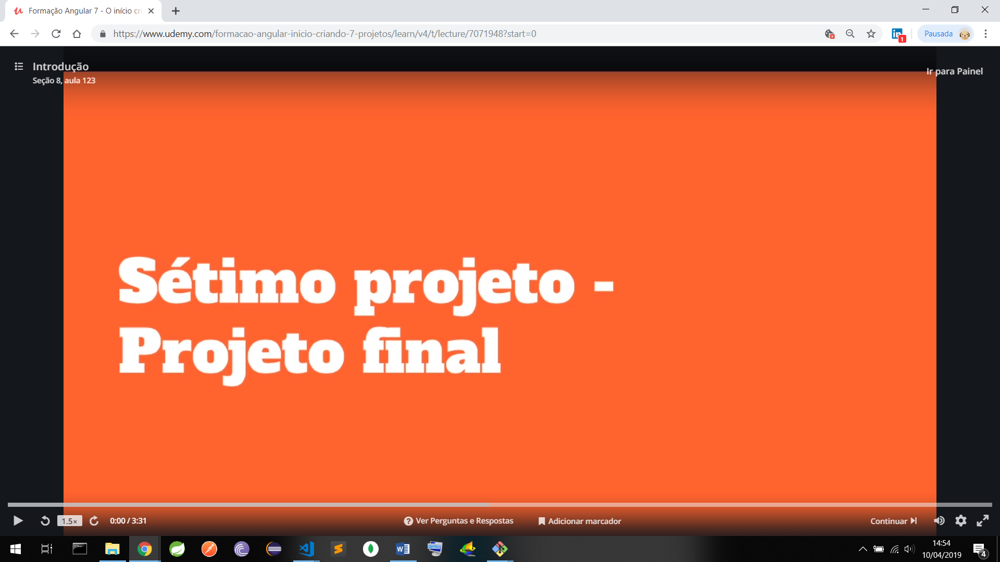 Formação Angular 7 - O início cri
https://www.udemy.com/formacao-angular-inicio-criando-7-projetos/learn/v4/t/lecture/7071948?start=0
1
Pausada
Introdução
Seção 8, aula 123
Ir para Painel
Sétimo projeto -
Projeto final
1.5×
0:00 / 3:31
Ver Perguntas e Respostas
Adicionar marcador
Continuar
14:54
10/04/2019
4